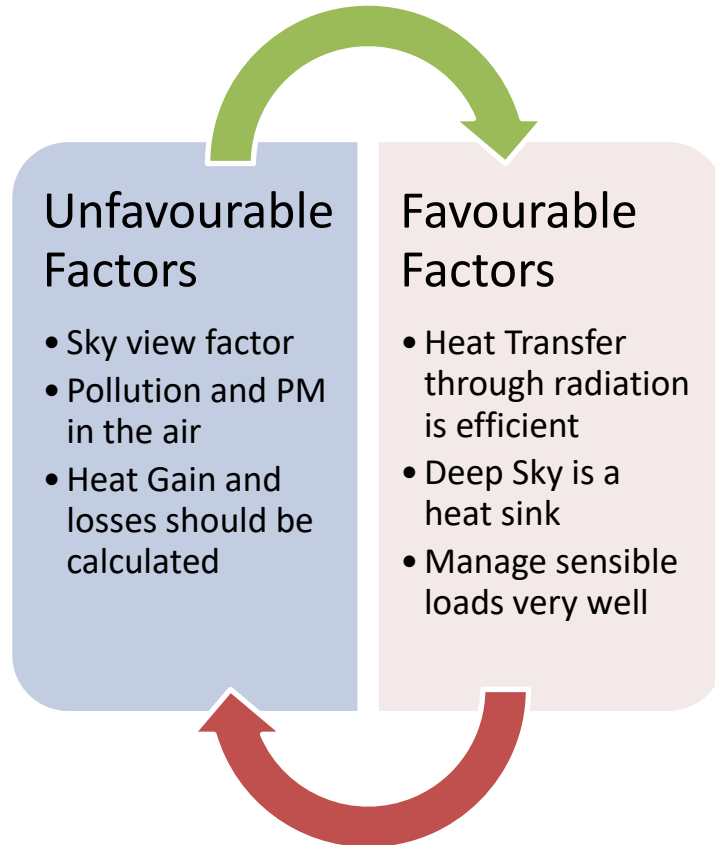 Unfavourable
Factors
• Sky view factor
• Pollution and PM
in the air
• Heat Gain and
losses should be
calculated
Favourable
Factors
• Heat Transfer
through radiation
is efficient
• Deep Sky is a
heat sink
• Manage sensible
loads very well